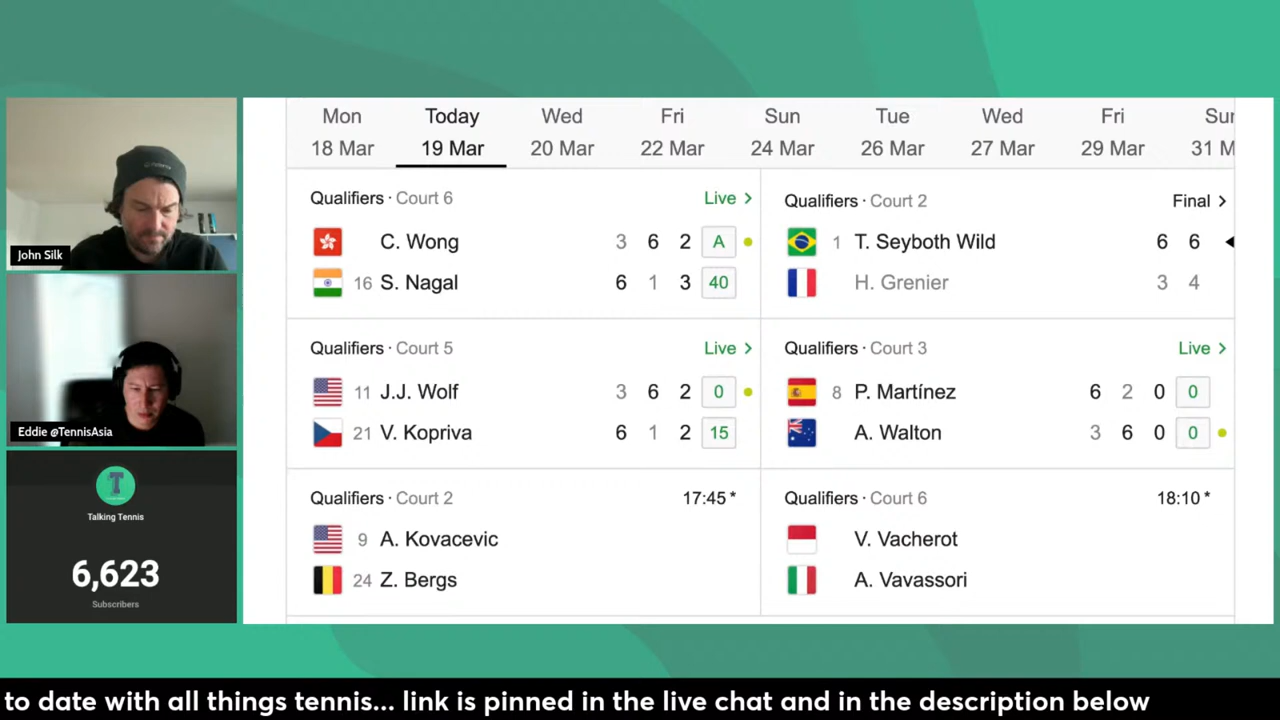 Mon
18 Mar
Today
19 Mar
Wed
20 Mar
Fri
22 Mar
Sun
24 Mar
Tue
26 Mar
Wed
27 Mar
Fri
29 Mar
Sun
31 M
John Silk
Eddie @TennisAsia
T
Talking Tennis
6,623
Subscribers
Qualifiers · Court 6 Live
C. Wong 3 6 2 A
16 S. Nagal 6 1 3 40
Qualifiers · Court 2 Final
1 T. Seyboth Wild 6 6
H. Grenier 3 4
Qualifiers · Court 5 Live
11 J.J. Wolf 3 6 2 0
21 V. Kopriva 6 1 2 15
Qualifiers · Court 3 Live
8 P. Martínez 6 2 0 0
A. Walton 3 6 0 0
Qualifiers · Court 2 17:45 *
9 A. Kovacevic
24 Z. Bergs
Qualifiers · Court 6 18:10 *
V. Vacherot
A. Vavassori
to date with all things tennis... link is pinned in the live chat and in the description below